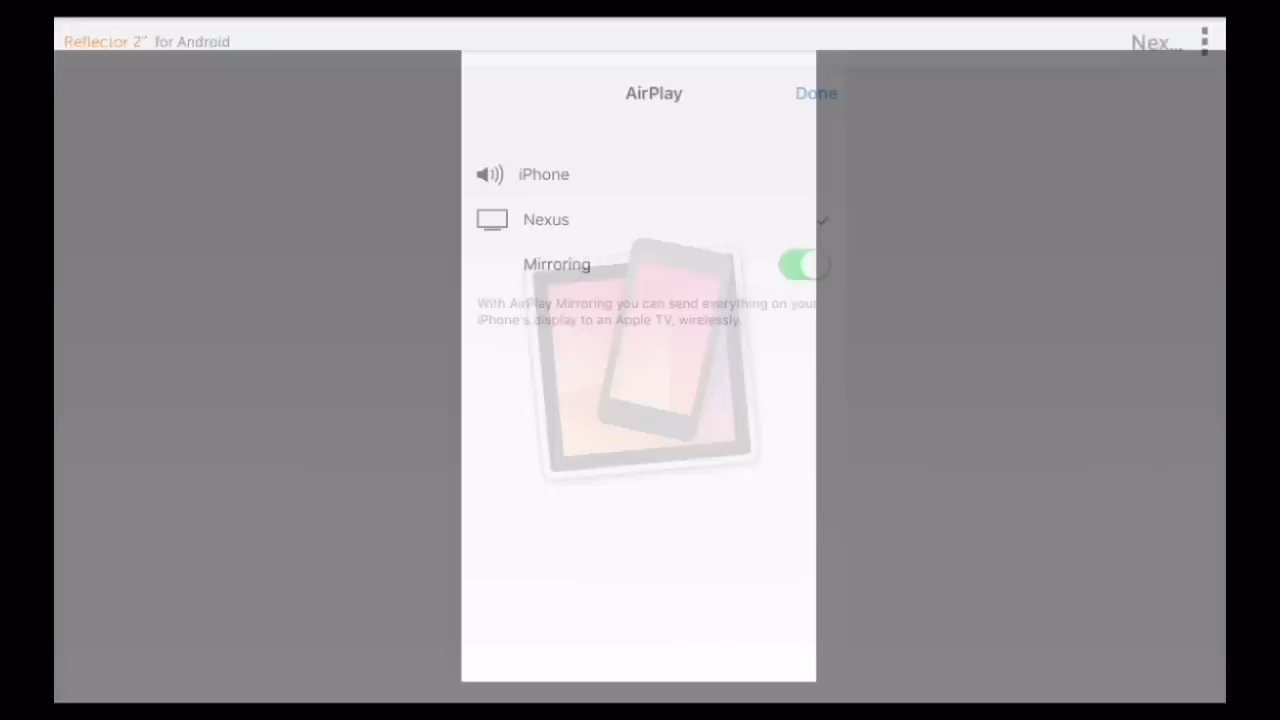 Reflector 2™ for Android
Nex...
AirPlay
Done
iPhone
Nexus
Mirroring
With AirPlay Mirroring you can send everything on your
iPhone's display to an Apple TV, wirelessly.